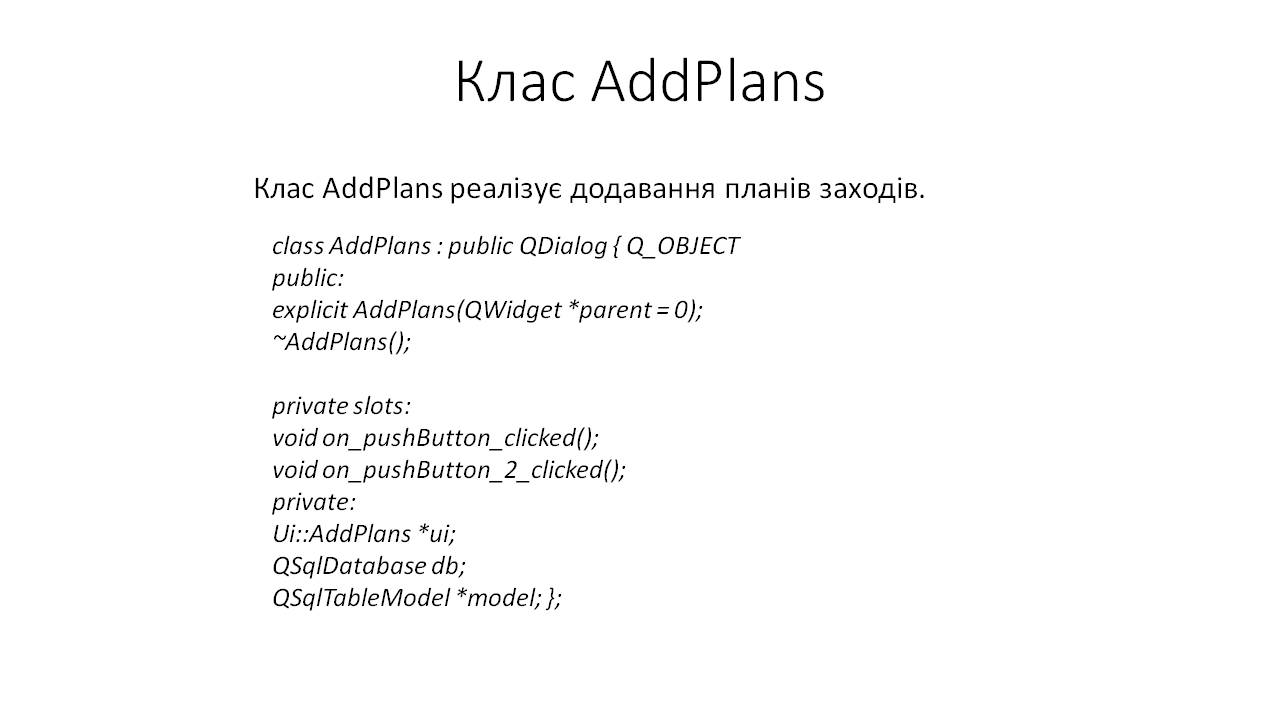 Клас AddPlans
Клас AddPlans реалізує додавання планів заходів.
class AddPlans : public QDialog { Q_OBJECT
public:
explicit AddPlans(QWidget *parent = 0);
~AddPlans();
private slots:
void on_pushButton_clicked();
void on_pushButton_2_clicked();
private:
Ui::AddPlans *ui;
QSqlDatabase db;
QSqlTableModel *model; };